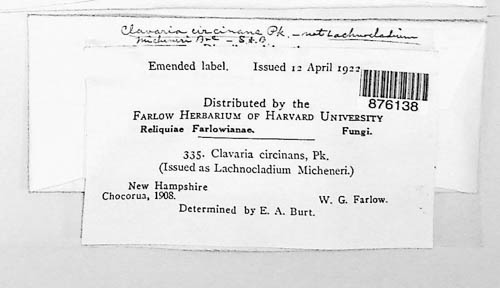 Clavaria circinans Pk. – not Lachnocladium
Micheneri B+C – S.A.B.
Emended label. Issued 12 April 1922
876138
Distributed by the
FARLOW HERBARIUM OF HARVARD UNIVERSITY
Reliquiae Farlowianae. Fungi.
335. Clavaria circinans, Pk.
(Issued as Lachnocladium Micheneri.)
New Hampshire
Chocorua, 1908. W. G. Farlow.
Determined by E. A. Burt.